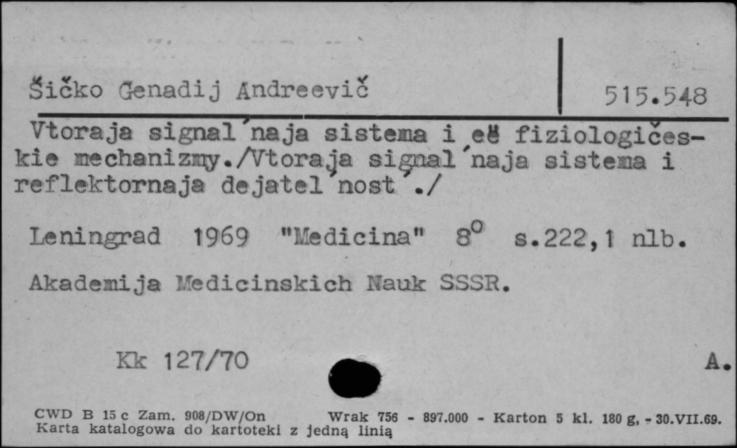 Šičko Genadij Andreevič
515.548
Vtoraja signal'naja sistema i eë fiziologičes-
kie mechanizmy./Vtoraja signal'naja sistema i
reflektornaja dejatel'nost'./
Leningrad 1969 "Medicina" 8° s.222,1 nlb.
Akademija Medicinskich Nauk SSSR.
Kk 127/70
A.
CWD B 15 c Zam. 908/DW/On Wrak 756 - 897.000 - Karton 5 kl. 180 g, - 30.VII.69.
Karta katalogowa do kartoteki z jedną linią